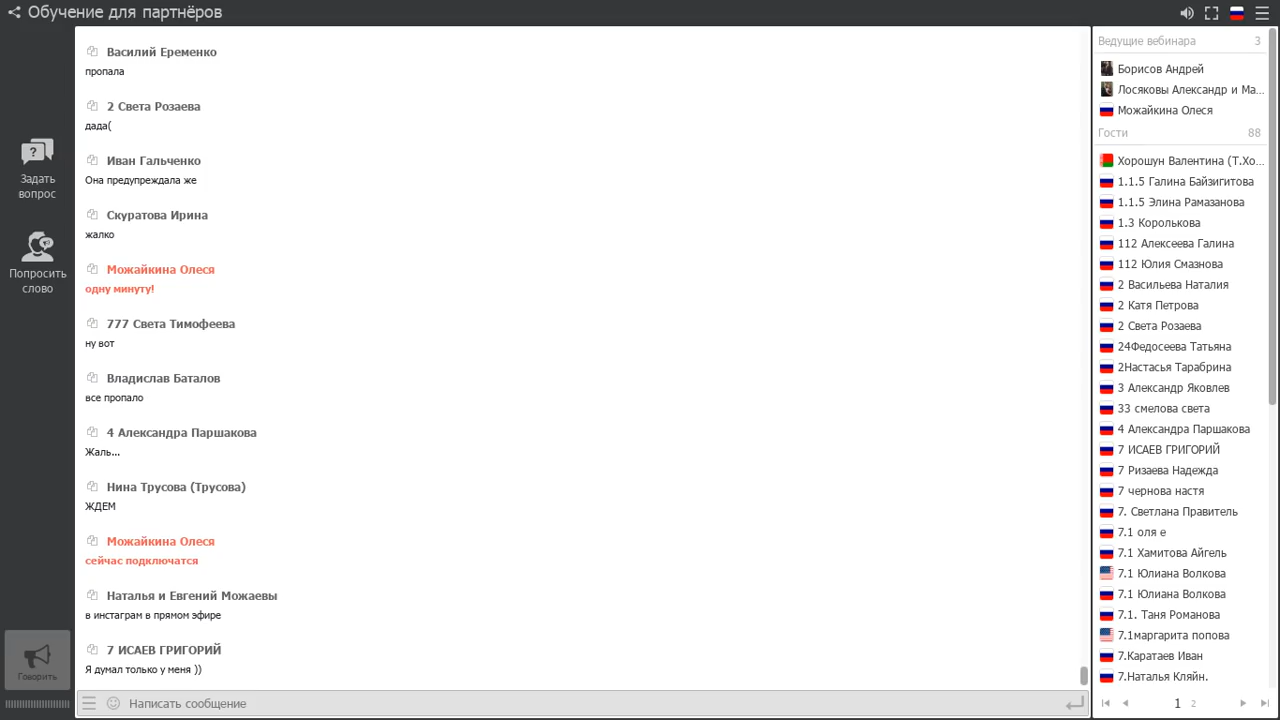 Обучение для партнёров
Задать
вопрос
Попросить
слово
Говорить
Василий Еременко
пропала
2 Света Розаева
дада(
Иван Гальченко
Она предупреждала же
Скуратова Ирина
жалко
Можайкина Олеся
одну минуту!
777 Света Тимофеева
ну вот
Владислав Баталов
все пропало
4 Александра Паршакова
Жаль...
Нина Трусова (Трусова)
ЖДЕМ
Можайкина Олеся
сейчас подключатся
Наталья и Евгений Можаевы
в инстаграм в прямом эфире
7 ИСАЕВ ГРИГОРИЙ
Я думал только у меня ))
Написать сообщение
Ведущие вебинара 3
Борисов Андрей
Лосяковы Александр и Ма...
Можайкина Олеся
Гости 88
Хорошун Валентина (Т.Хо...
1.1.5 Галина Байзигитова
1.1.5 Элина Рамазанова
1.3 Королькова
112 Алексеева Галина
112 Юлия Смазнова
2 Васильева Наталия
2 Катя Петрова
2 Света Розаева
24Федосеева Татьяна
2Настасья Тарабрина
3 Александр Яковлев
33 смелова света
4 Александра Паршакова
7 ИСАЕВ ГРИГОРИЙ
7 Ризаева Надежда
7 чернова настя
7. Светлана Правитель
7.1 оля е
7.1 Хамитова Айгель
7.1 Юлиана Волкова
7.1 Юлиана Волкова
7.1. Таня Романова
7.1маргарита попова
7.Каратаев Иван
7.Наталья Кляйн.
1 2